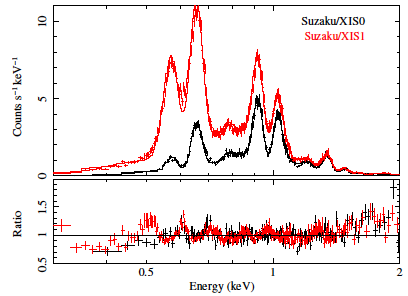 10
Suzaku/XIS0
Suzaku/XIS1
Counts s⁻¹ keV⁻¹
5
0
1.5
Ratio
1
0.5
0.5
1
2
Energy (keV)